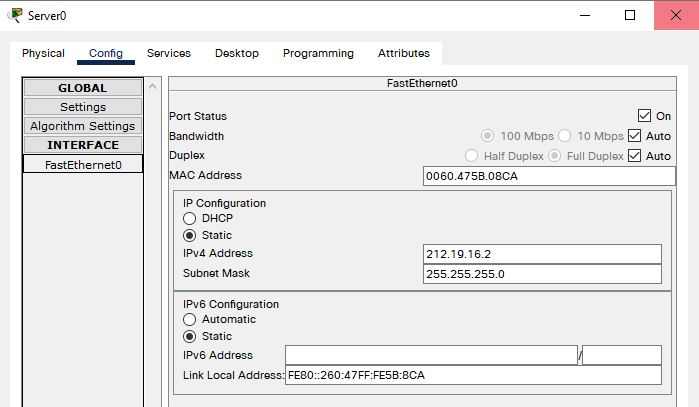 Server0
Physical Config Services Desktop Programming Attributes
GLOBAL
Settings
Algorithm Settings
INTERFACE
FastEthernet0
FastEthernet0
Port Status On
Bandwidth 100 Mbps 10 Mbps Auto
Duplex Half Duplex Full Duplex Auto
MAC Address 0060.475B.08CA
IP Configuration
DHCP
Static
IPv4 Address 212.19.16.2
Subnet Mask 255.255.255.0
IPv6 Configuration
Automatic
Static
IPv6 Address /
Link Local Address: FE80::260:47FF:FE5B:8CA